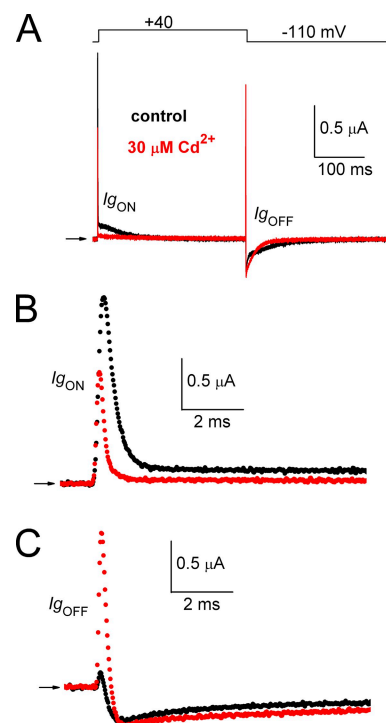 A
+40
-110 mV
control
30 μM Cd²⁺
0.5 μA
100 ms
IgON
IgOFF
B
IgON
0.5 μA
2 ms
C
IgOFF
0.5 μA
2 ms